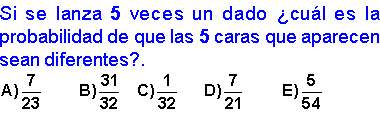 Si se lanza 5 veces un dado ¿cuál es la
probabilidad de que las 5 caras que aparecen
sean diferentes?.
A) 7/23 B) 31/32 C) 1/32 D) 7/21 E) 5/54